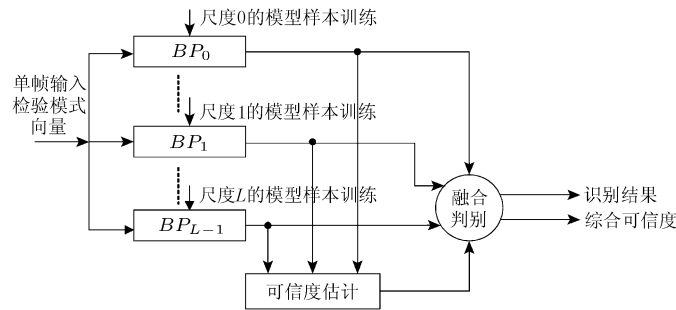 尺度0的模型样本训练
BP₀
单帧输入
检验模式
向量
尺度1的模型样本训练
BP₁
尺度L的模型样本训练
BP_{L−1}
融合
判别
识别结果
综合可信度
可信度估计